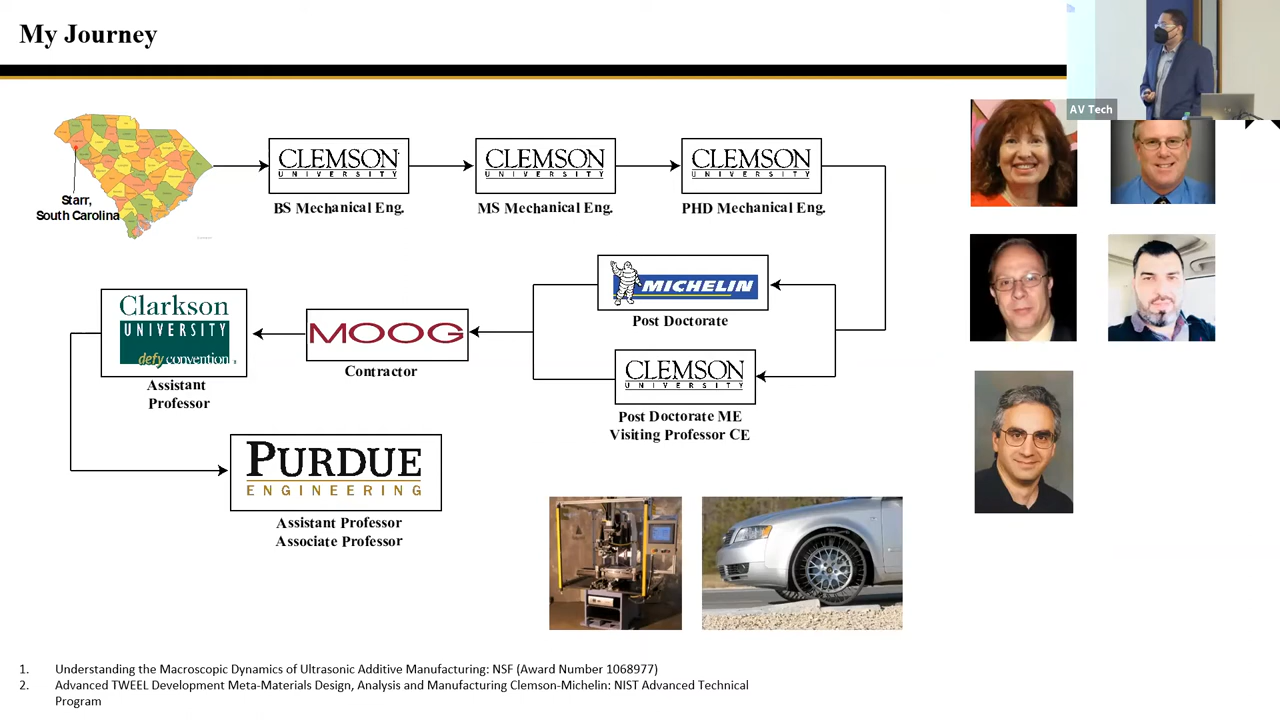 My Journey
AV Tech
Starr,
South Carolina
CLEMSON
UNIVERSITY
BS Mechanical Eng.
CLEMSON
UNIVERSITY
MS Mechanical Eng.
CLEMSON
UNIVERSITY
PHD Mechanical Eng.
MICHELIN
Post Doctorate
CLEMSON
UNIVERSITY
Post Doctorate ME
Visiting Professor CE
MOOG
Contractor
Clarkson
UNIVERSITY
defy convention
Assistant
Professor
PURDUE
ENGINEERING
Assistant Professor
Associate Professor
1. Understanding the Macroscopic Dynamics of Ultrasonic Additive Manufacturing: NSF (Award Number 1068977)
2. Advanced TWEEL Development Meta-Materials Design, Analysis and Manufacturing Clemson-Michelin: NIST Advanced Technical
Program